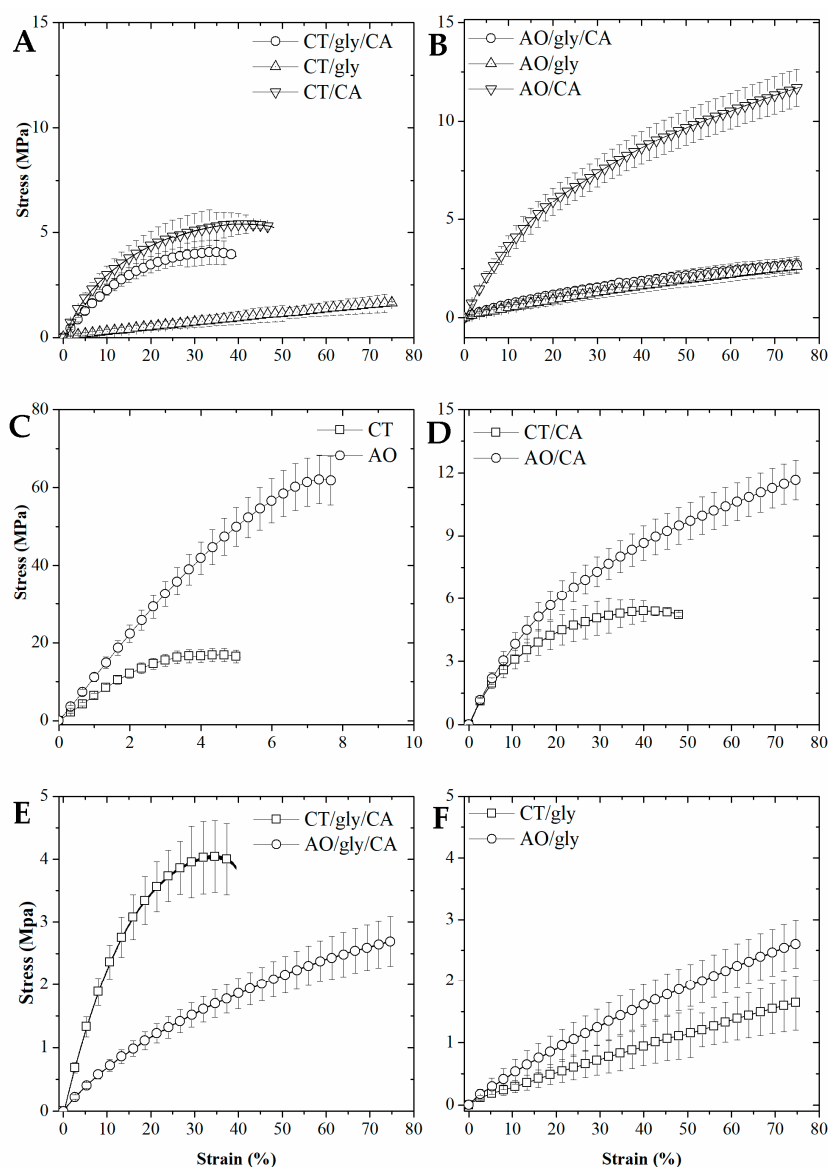 A
CT/gly/CA
CT/gly
CT/CA
Stress (MPa)
15
10
5
0
0 10 20 30 40 50 60 70 80
B
AO/gly/CA
AO/gly
AO/CA
15
10
5
0
0 10 20 30 40 50 60 70 80
C
CT
AO
Stress (MPa)
80
60
40
20
0
0 2 4 6 8 10
D
CT/CA
AO/CA
15
12
9
6
3
0
0 10 20 30 40 50 60 70 80
E
CT/gly/CA
AO/gly/CA
Stress (Mpa)
5
4
3
2
1
0
0 10 20 30 40 50 60 70 80
Strain (%)
F
CT/gly
AO/gly
5
4
3
2
1
0
0 10 20 30 40 50 60 70 80
Strain (%)